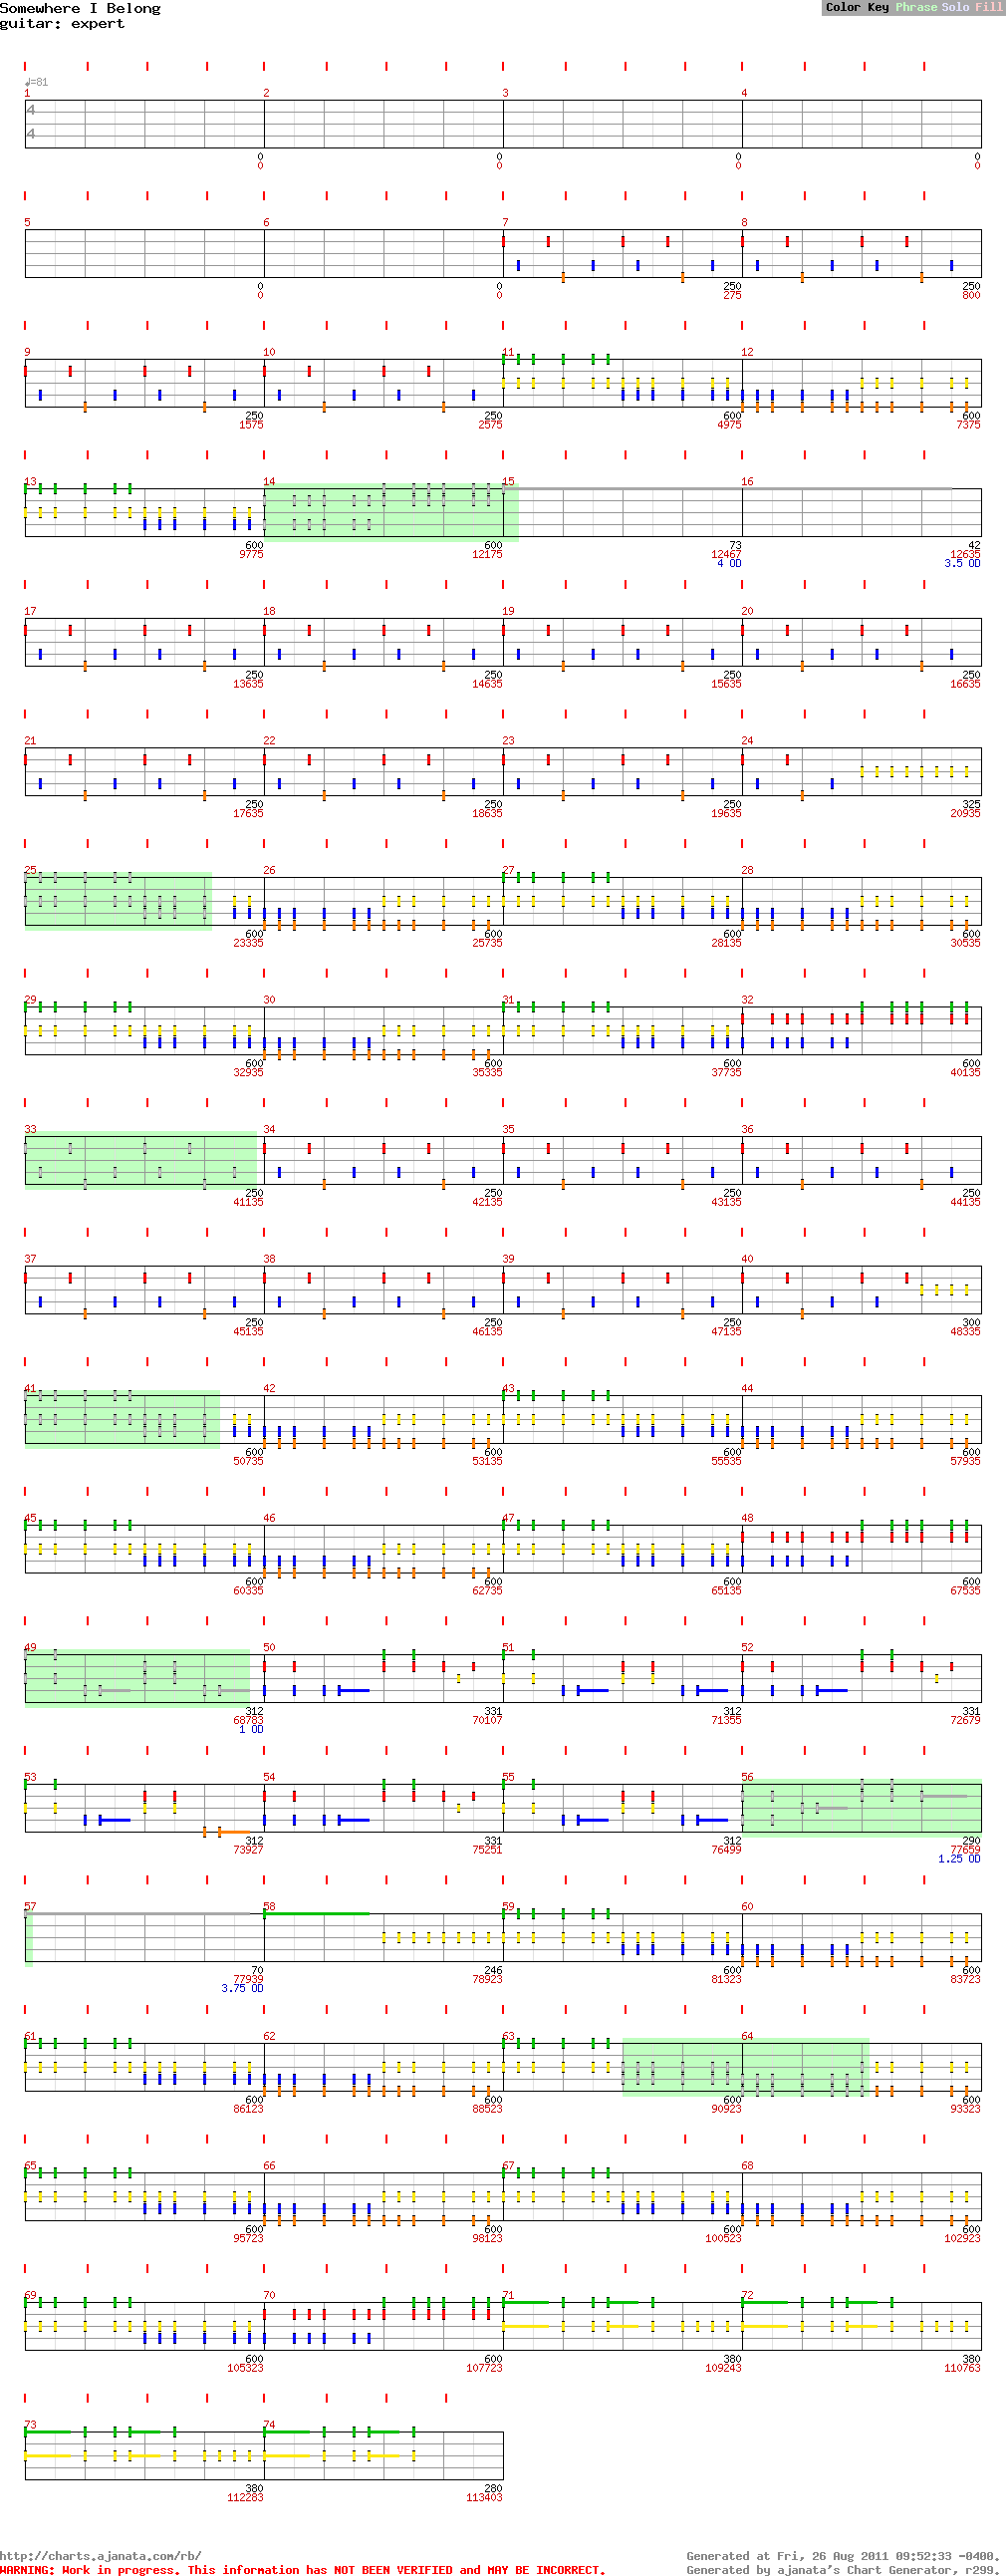 Somewhere I Belong
guitar: expert
Color Key Phrase Solo Fill
♩=81
1 2 3 4
4
4
0 0 0 0
0 0 0 0
5 6 7 8
0 0 250 250
0 0 275 800
9 10 11 12
250 250 600 600
1575 2575 4975 7375
13 14 15 16
600 600 73 42
9775 12175 12467 12635
4 OD 3.5 OD
17 18 19 20
250 250 250 250
13635 14635 15635 16635
21 22 23 24
250 250 250 325
17635 18635 19635 20935
25 26 27 28
600 600 600 600
23335 25735 28135 30535
29 30 31 32
600 600 600 600
32935 35335 37735 40135
33 34 35 36
250 250 250 250
41135 42135 43135 44135
37 38 39 40
250 250 250 300
45135 46135 47135 48335
41 42 43 44
600 600 600 600
50735 53135 55535 57935
45 46 47 48
600 600 600 600
60335 62735 65135 67535
49 50 51 52
312 331 312 331
68783 70107 71355 72679
1 OD
53 54 55 56
312 331 312 290
73927 75251 76499 77659
1.25 OD
57 58 59 60
70 246 600 600
77939 78923 81323 83723
3.75 OD
61 62 63 64
600 600 600 600
86123 88523 90923 93323
65 66 67 68
600 600 600 600
95723 98123 100523 102923
69 70 71 72
600 600 380 380
105323 107723 109243 110763
73 74
380 280
112283 113403
http://charts.ajanata.com/rb/
Generated at Fri, 26 Aug 2011 09:52:33 -0400.
WARNING: Work in progress. This information has NOT BEEN VERIFIED and MAY BE INCORRECT.
Generated by ajanata's Chart Generator, r299.